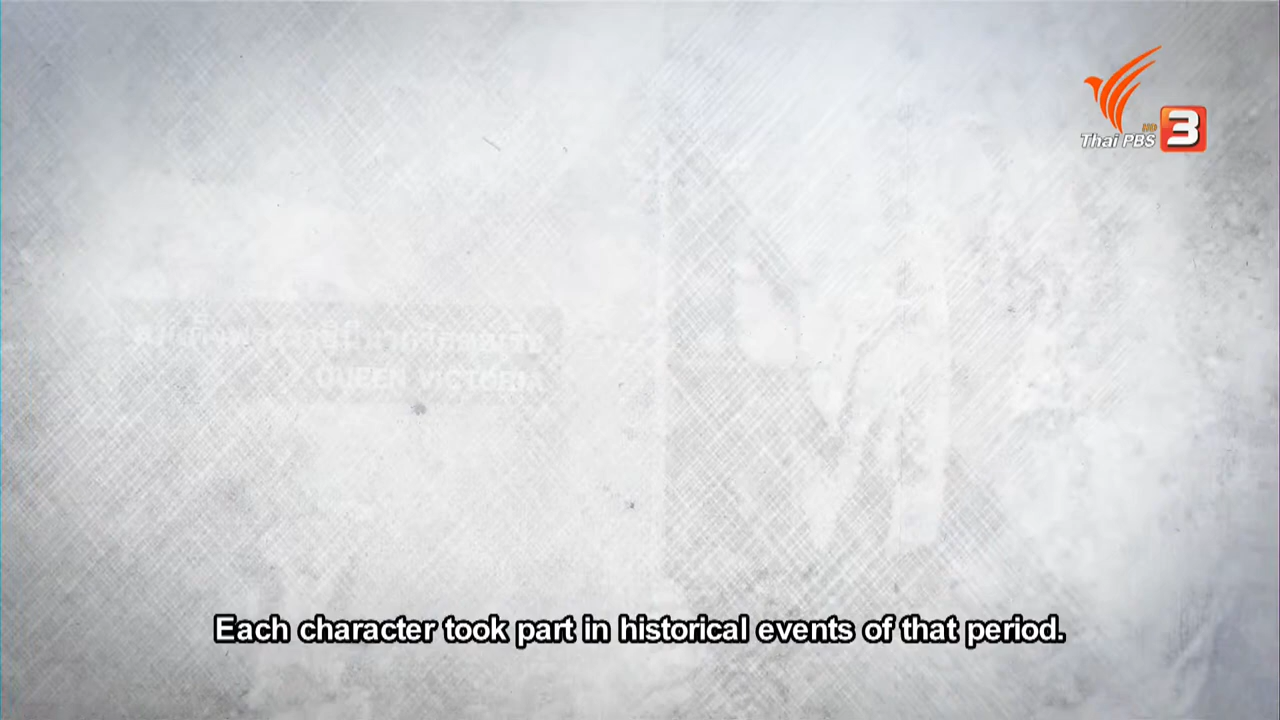 Thai PBS
3
QUEEN VICTORIA
Each character took part in historical events of that period.